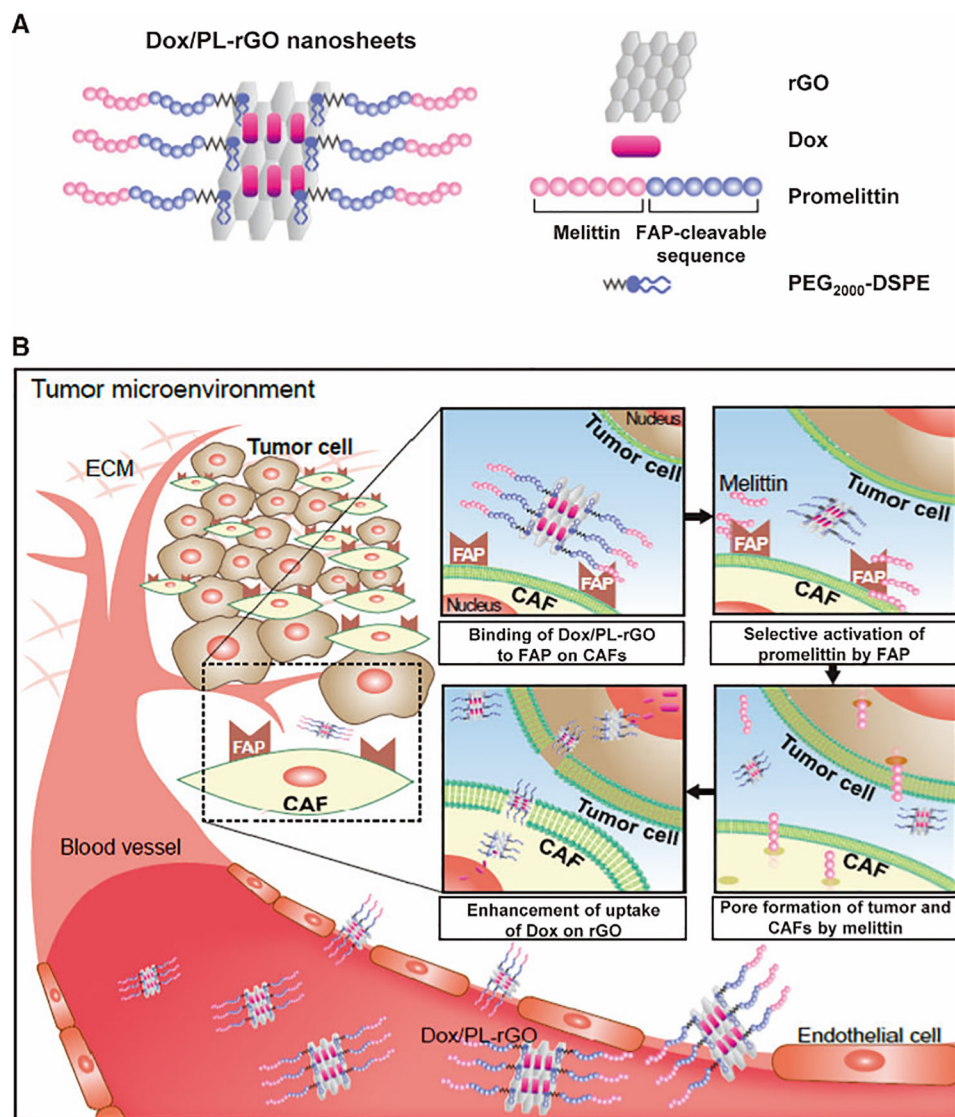 A
Dox/PL-rGO nanosheets
rGO
Dox
Promelittin
Melittin
FAP-cleavable
sequence
PEG2000-DSPE
B
Tumor microenvironment
ECM
Tumor cell
FAP
CAF
Blood vessel
Nucleus
Tumor cell
FAP
FAP
CAF
Nucleus
Binding of Dox/PL-rGO
to FAP on CAFs
Tumor cell
Melittin
FAP
FAP
CAF
Selective activation of
promelittin by FAP
Tumor cell
CAF
Enhancement of uptake
of Dox on rGO
Tumor cell
CAF
Pore formation of tumor and
CAFs by melittin
Dox/PL-rGO
Endothelial cell